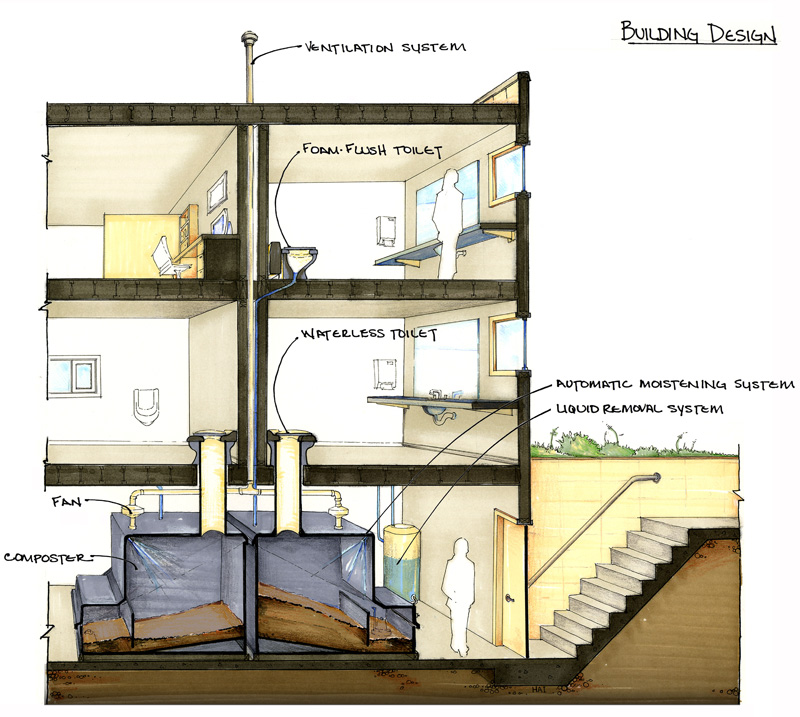 BUILDING DESIGN
VENTILATION SYSTEM
FOAM-FLUSH TOILET
WATERLESS TOILET
AUTOMATIC MOISTENING SYSTEM
LIQUID REMOVAL SYSTEM
FAN
COMPOSTER
HAI